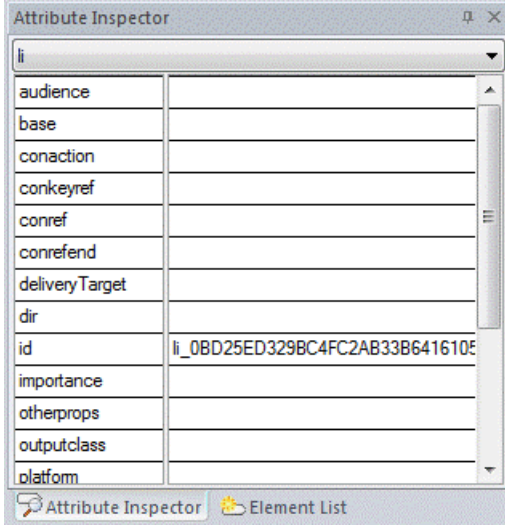 Attribute Inspector
li
audience
base
conaction
conkeyref
conref
conrefend
deliveryTarget
dir
id li_0BD25ED329BC4FC2AB33B6416105
importance
otherprops
outputclass
platform
Attribute Inspector Element List